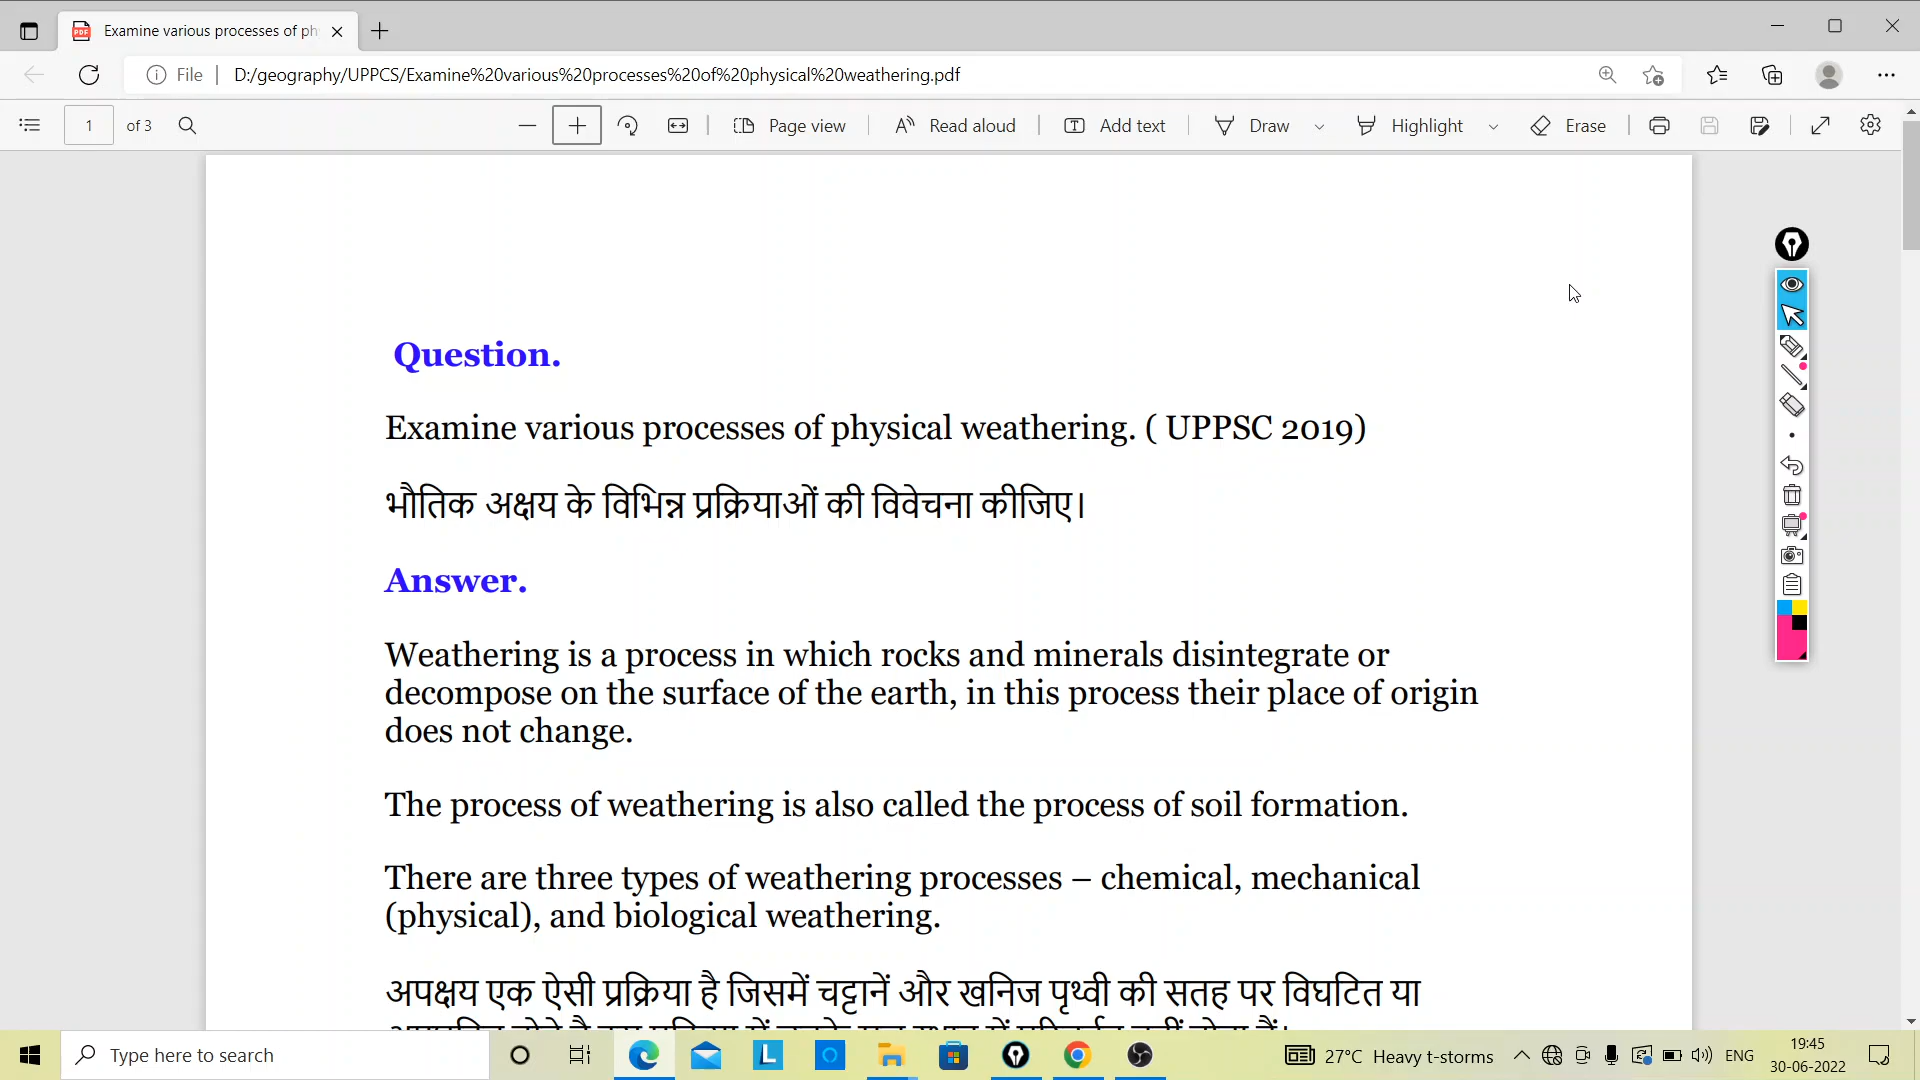 Examine various processes of ph
File
D:/geography/UPPCS/Examine%20various%20processes%20of%20physical%20weathering.pdf
1 of 3
Page view
Read aloud
Add text
Draw
Highlight
Erase
Question.
Examine various processes of physical weathering. ( UPPSC 2019)
भौतिक अक्षय के विभिन्न प्रक्रियाओं की विवेचना कीजिए।
Answer.
Weathering is a process in which rocks and minerals disintegrate or
decompose on the surface of the earth, in this process their place of origin
does not change.
The process of weathering is also called the process of soil formation.
There are three types of weathering processes – chemical, mechanical
(physical), and biological weathering.
अपक्षय एक ऐसी प्रक्रिया है जिसमें चट्टानें और खनिज पृथ्वी की सतह पर विघटित या
Type here to search
27°C Heavy t-storms
ENG
19:45
30-06-2022